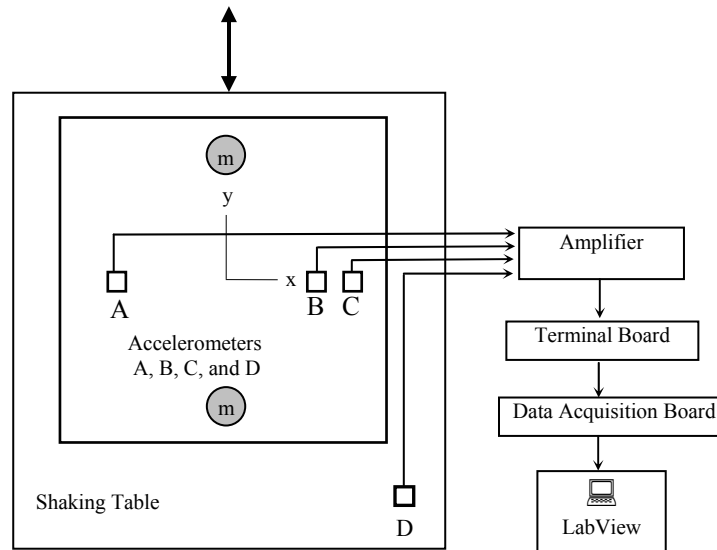 m
y
x
A
B
C
Accelerometers
A, B, C, and D
m
Shaking Table
D
Amplifier
Terminal Board
Data Acquisition Board
LabView